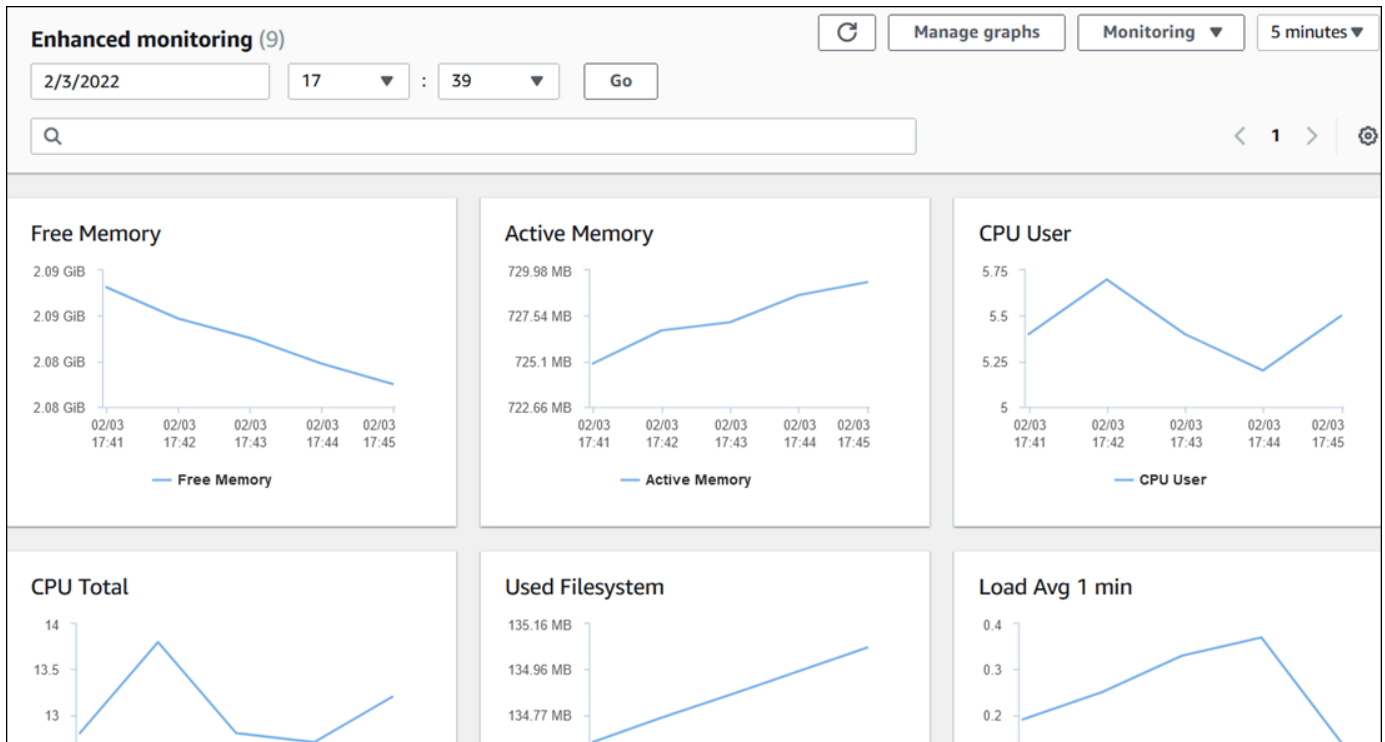 Enhanced monitoring (9)
Manage graphs
Monitoring
5 minutes
2/3/2022
17 : 39
Go
1
Free Memory
2.09 GiB
2.09 GiB
2.08 GiB
2.08 GiB
02/03 02/03 02/03 02/03 02/03
17:41 17:42 17:43 17:44 17:45
Free Memory
Active Memory
729.98 MB
727.54 MB
725.1 MB
722.66 MB
02/03 02/03 02/03 02/03 02/03
17:41 17:42 17:43 17:44 17:45
Active Memory
CPU User
5.75
5.5
5.25
5
02/03 02/03 02/03 02/03 02/03
17:41 17:42 17:43 17:44 17:45
CPU User
CPU Total
14
13.5
13
Used Filesystem
135.16 MB
134.96 MB
134.77 MB
Load Avg 1 min
0.4
0.3
0.2